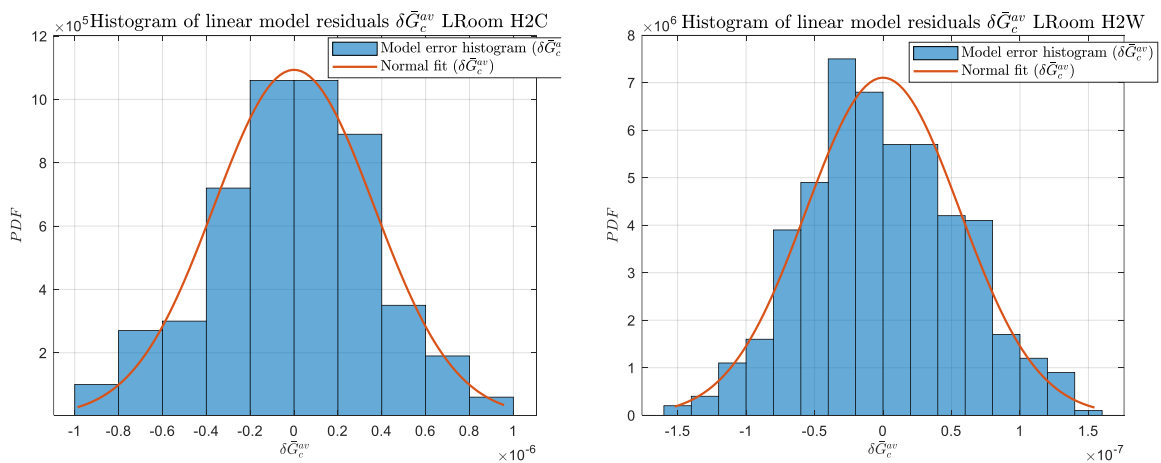 ×10⁵ Histogram of linear model residuals δḠ_c^{av} LRoom H2C
Model error histogram (δḠ_c^a
Normal fit (δḠ_c^{av})
12
10
8
6
4
2
PDF
-1 -0.8 -0.6 -0.4 -0.2 0 0.2 0.4 0.6 0.8 1
δḠ_c^{av}
×10⁻⁶
×10⁶ Histogram of linear model residuals δḠ_c^{av} LRoom H2W
Model error histogram (δḠ_c^{av})
Normal fit (δḠ_c^{av})
8
7
6
5
4
3
2
1
0
PDF
-1.5 -1 -0.5 0 0.5 1 1.5
δḠ_c^{av}
×10⁻⁷